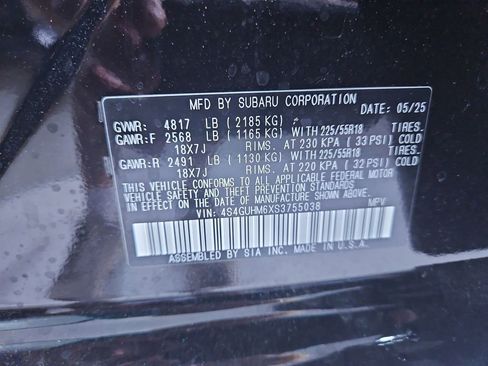 MFD BY SUBARU CORPORATION DATE: 05/25
GVWR: 4817 LB (2185 KG)
GAWR:F 2568 LB (1165 KG) WITH 225/55R18 TIRES.
18X7J RIMS. AT 230 KPA (33 PSI)
GAWR:R 2491 LB (1130 KG) WITH 225/55R18 TIRES.
18X7J RIMS. AT 220 KPA (32 PSI)
THIS VEHICLE CONFORMS TO ALL APPLICABLE FEDERAL MOTOR
VEHICLE SAFETY AND THEFT PREVENTION STANDARDS
IN EFFECT ON THE DATE OF MANUFACTURE SHOWN ABOVE.
VIN: 4S4GUHM6XS3755038 MPV
ASSEMBLED BY SIA INC. MADE IN U.S.A.